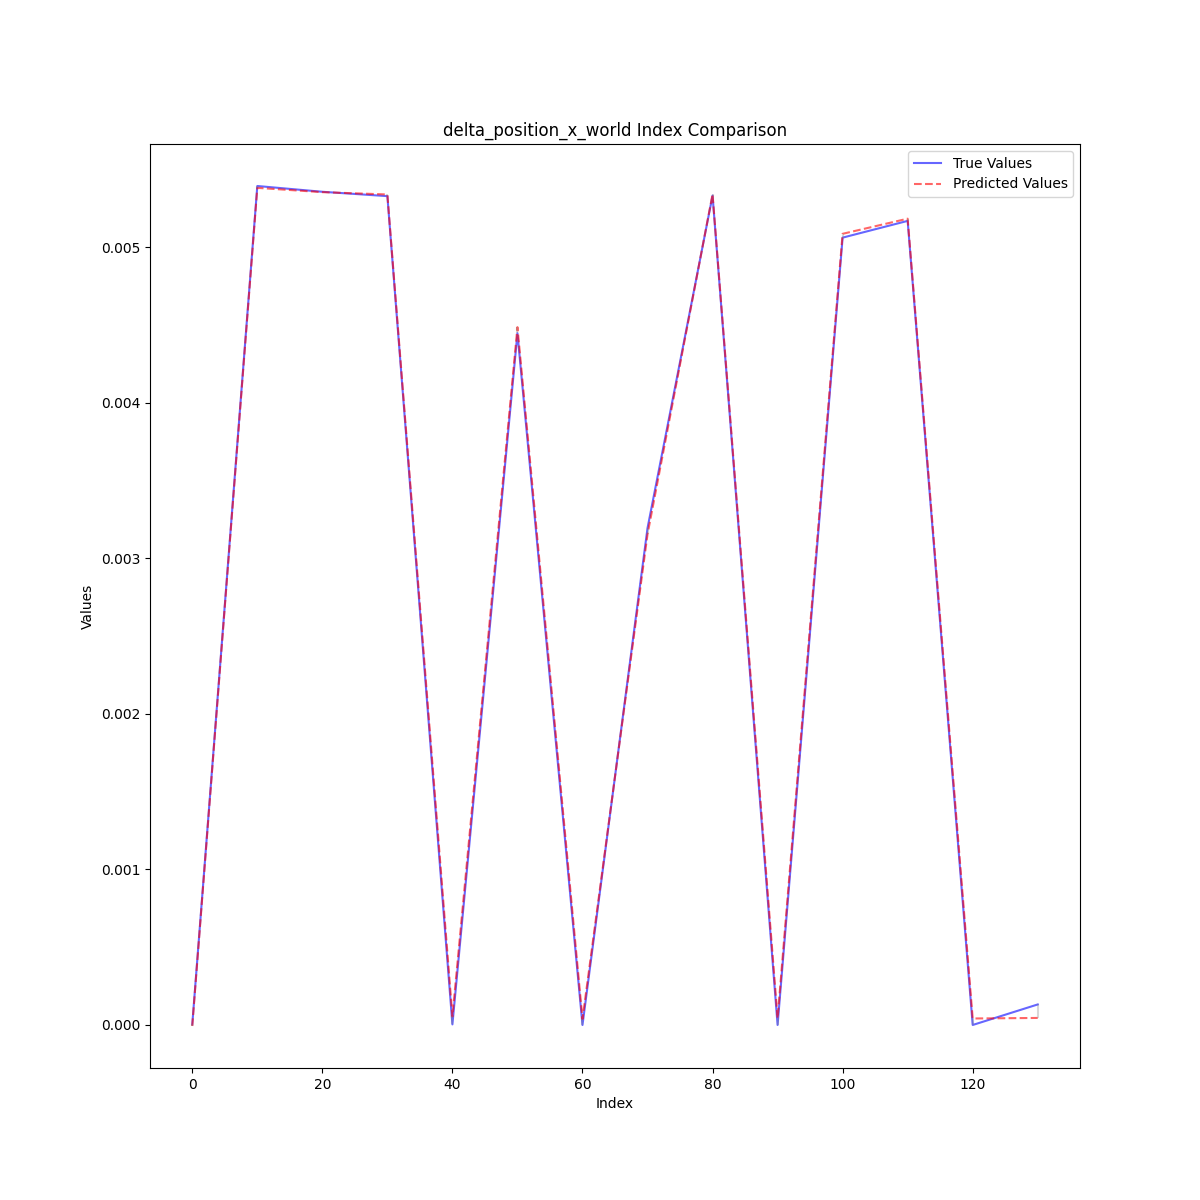 delta_position_x_world Index Comparison
True Values
Predicted Values
0.005
0.004
0.003
0.002
0.001
0.000
Values
0 20 40 60 80 100 120
Index